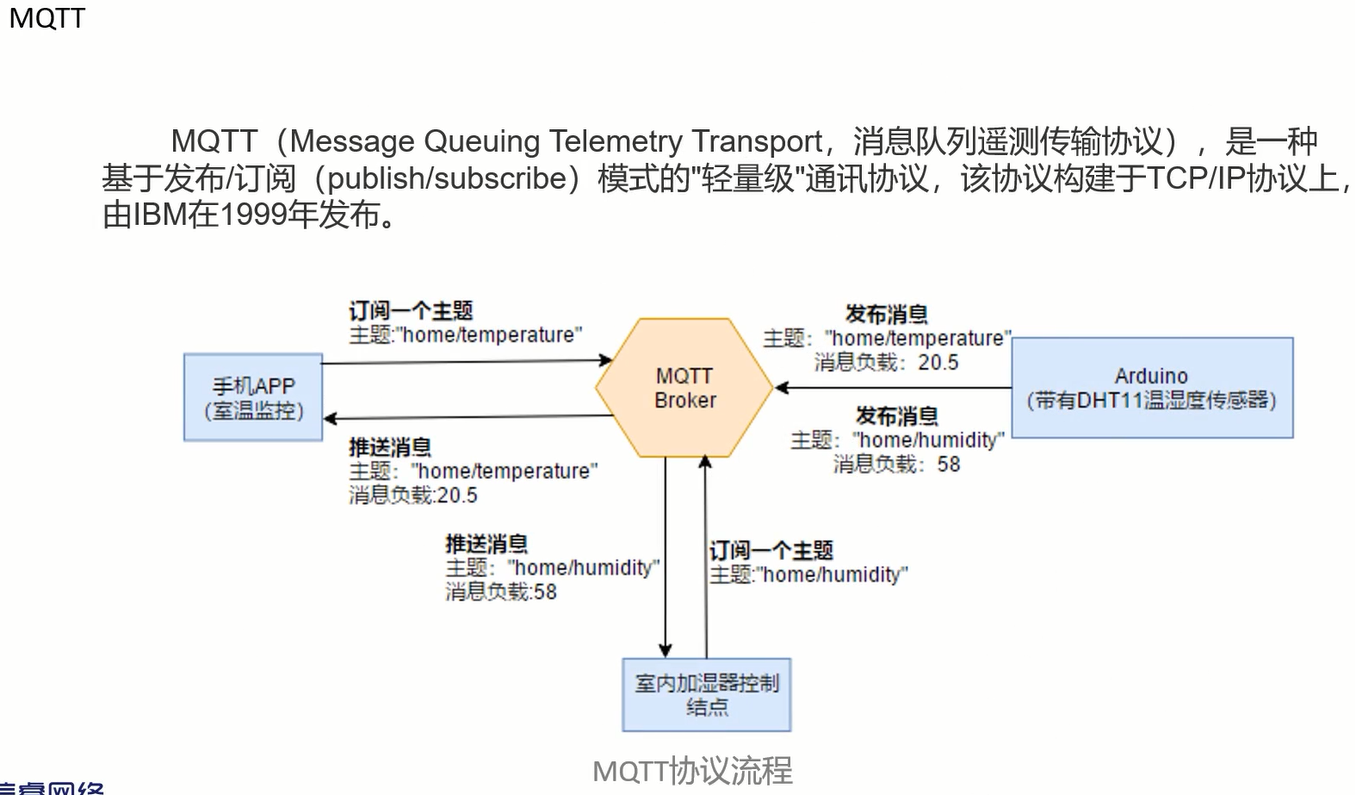 MQTT
MQTT（Message Queuing Telemetry Transport，消息队列遥测传输协议），是一种
基于发布/订阅（publish/subscribe）模式的"轻量级"通讯协议，该协议构建于TCP/IP协议上，
由IBM在1999年发布。
订阅一个主题
主题:"home/temperature"
发布消息
主题："home/temperature"
消息负载：20.5
手机APP
（室温监控）
MQTT
Broker
Arduino
（带有DHT11温湿度传感器）
推送消息
主题："home/temperature"
消息负载:20.5
发布消息
主题："home/humidity"
消息负载：58
推送消息
主题："home/humidity"
消息负载:58
订阅一个主题
主题:"home/humidity"
室内加湿器控制
结点
MQTT协议流程
睿网络